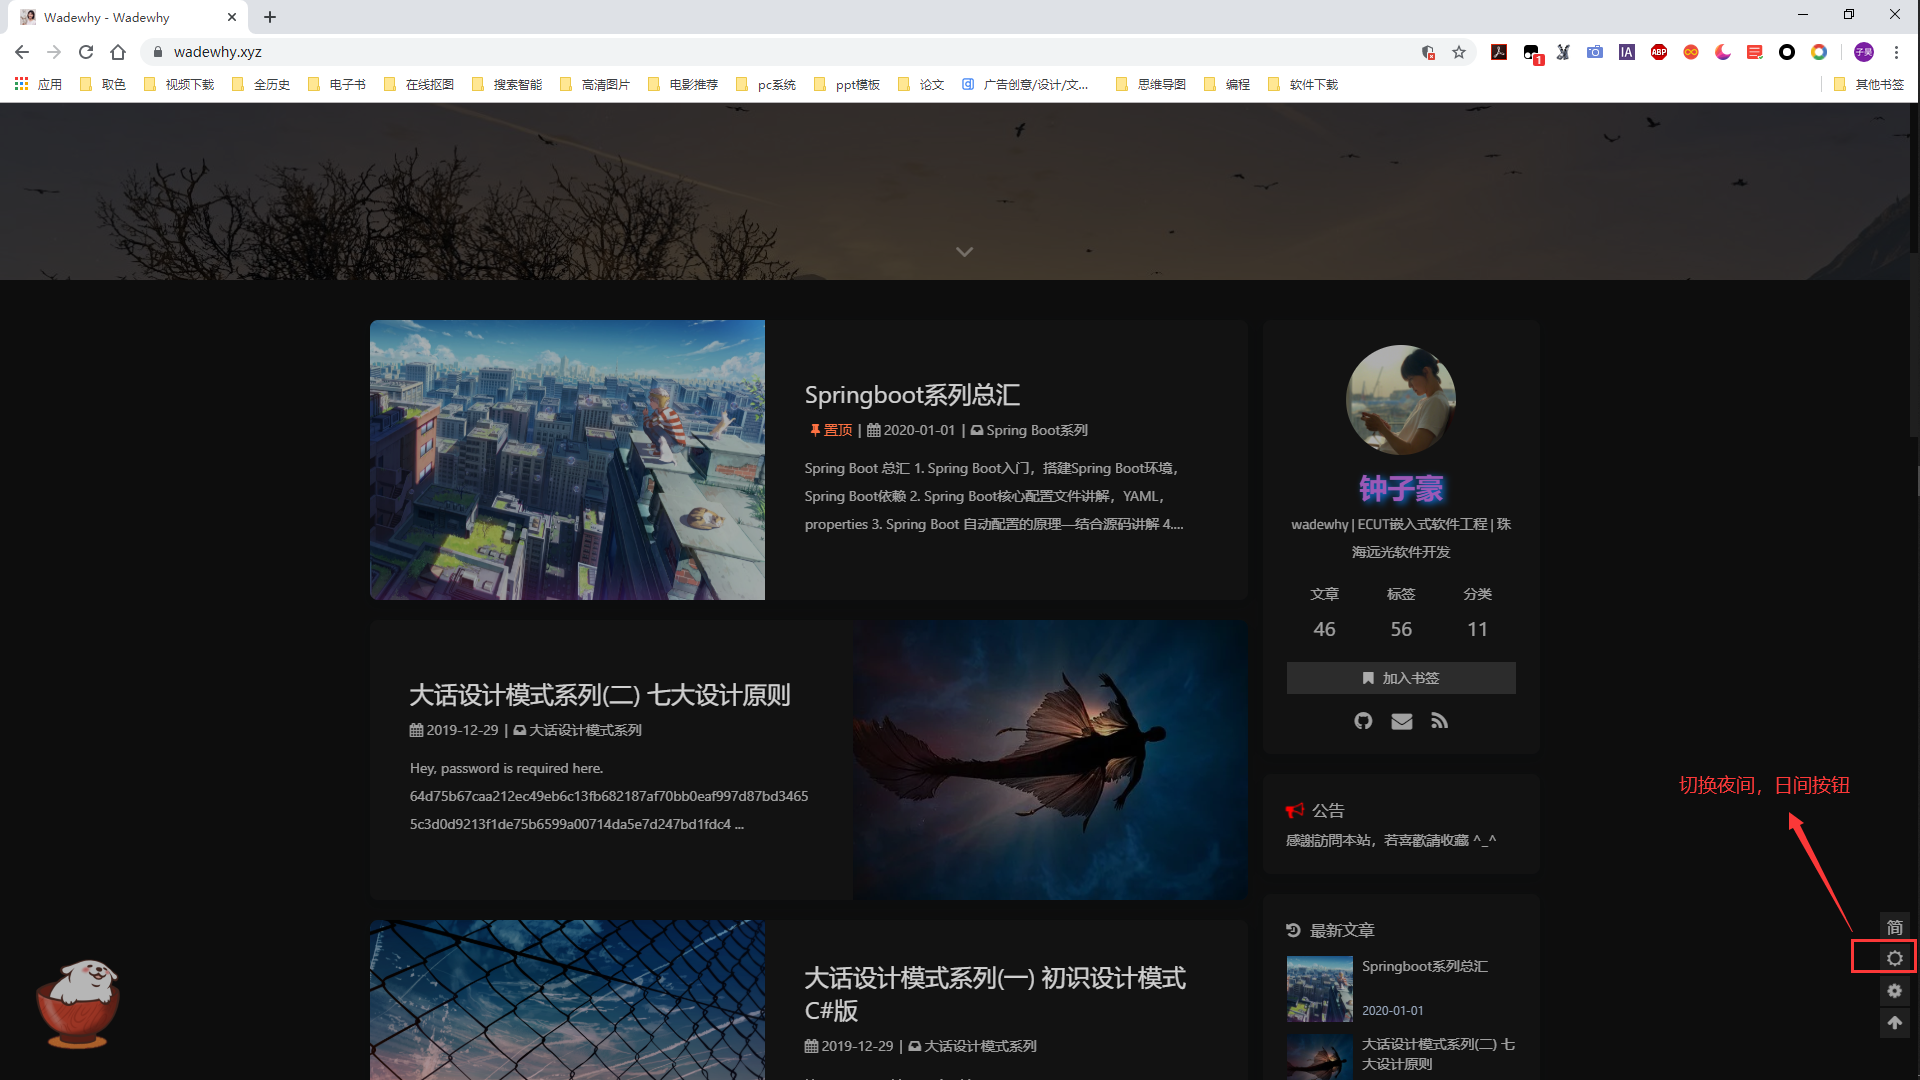 Wadewhy - Wadewhy
wadewhy.xyz
IA
ABP
1
子昊
应用 取色 视频下载 全历史 电子书 在线抠图 搜索智能 高清图片 电影推荐 pc系统 ppt模板 论文 广告创意/设计/文... 思维导图 编程 软件下载 其他书签
Springboot系列总汇
置顶 | 2020-01-01 | Spring Boot系列
Spring Boot 总汇 1. Spring Boot入门，搭建Spring Boot环境，
Spring Boot依赖 2. Spring Boot核心配置文件讲解，YAML，
properties 3. Spring Boot 自动配置的原理—结合源码讲解 4....
大话设计模式系列(二) 七大设计原则
2019-12-29 | 大话设计模式系列
Hey, password is required here.
64d75b67caa212ec49eb6c13fb682187af70bb0eaf997d87bd3465
5c3d0d9213f1de75b6599a00714da5e7d247bd1fdc4 ...
大话设计模式系列(一) 初识设计模式
C#版
2019-12-29 | 大话设计模式系列
钟子豪
wadewhy | ECUT嵌入式软件工程 | 珠
海远光软件开发
文章 标签 分类
46 56 11
加入书签
公告
感謝訪問本站，若喜歡請收藏 ^_^
最新文章
Springboot系列总汇
2020-01-01
大话设计模式系列(二) 七
大设计原则
切换夜间，日间按钮
简